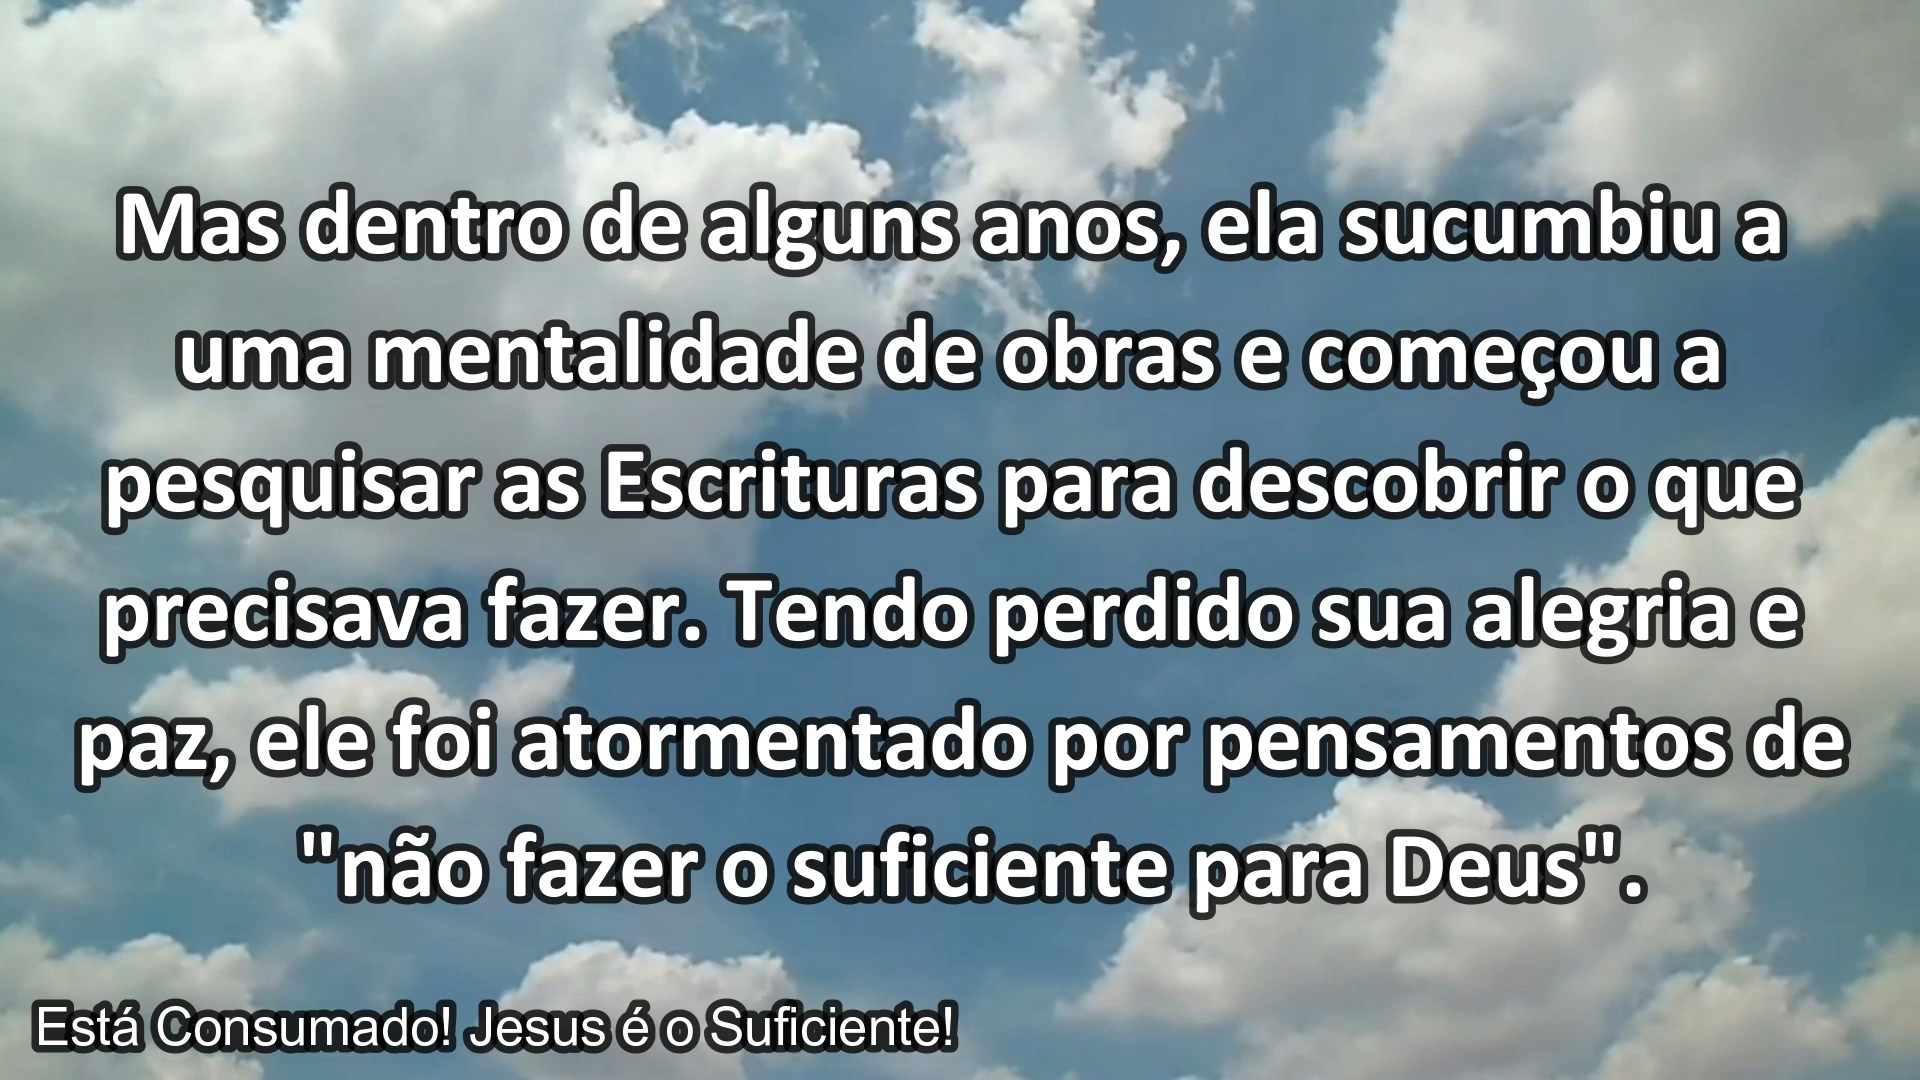 Mas dentro de alguns anos, ela sucumbiu a
uma mentalidade de obras e começou a
pesquisar as Escrituras para descobrir o que
precisava fazer. Tendo perdido sua alegria e
paz, ele foi atormentado por pensamentos de
"não fazer o suficiente para Deus".
Está Consumado! Jesus é o Suficiente!